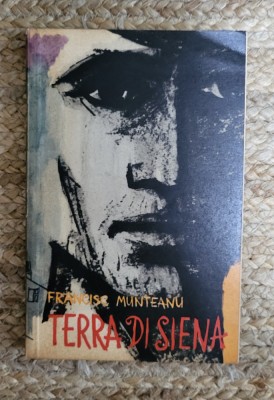 FRANCISC MUNTEANU
TERRA DI SIENA